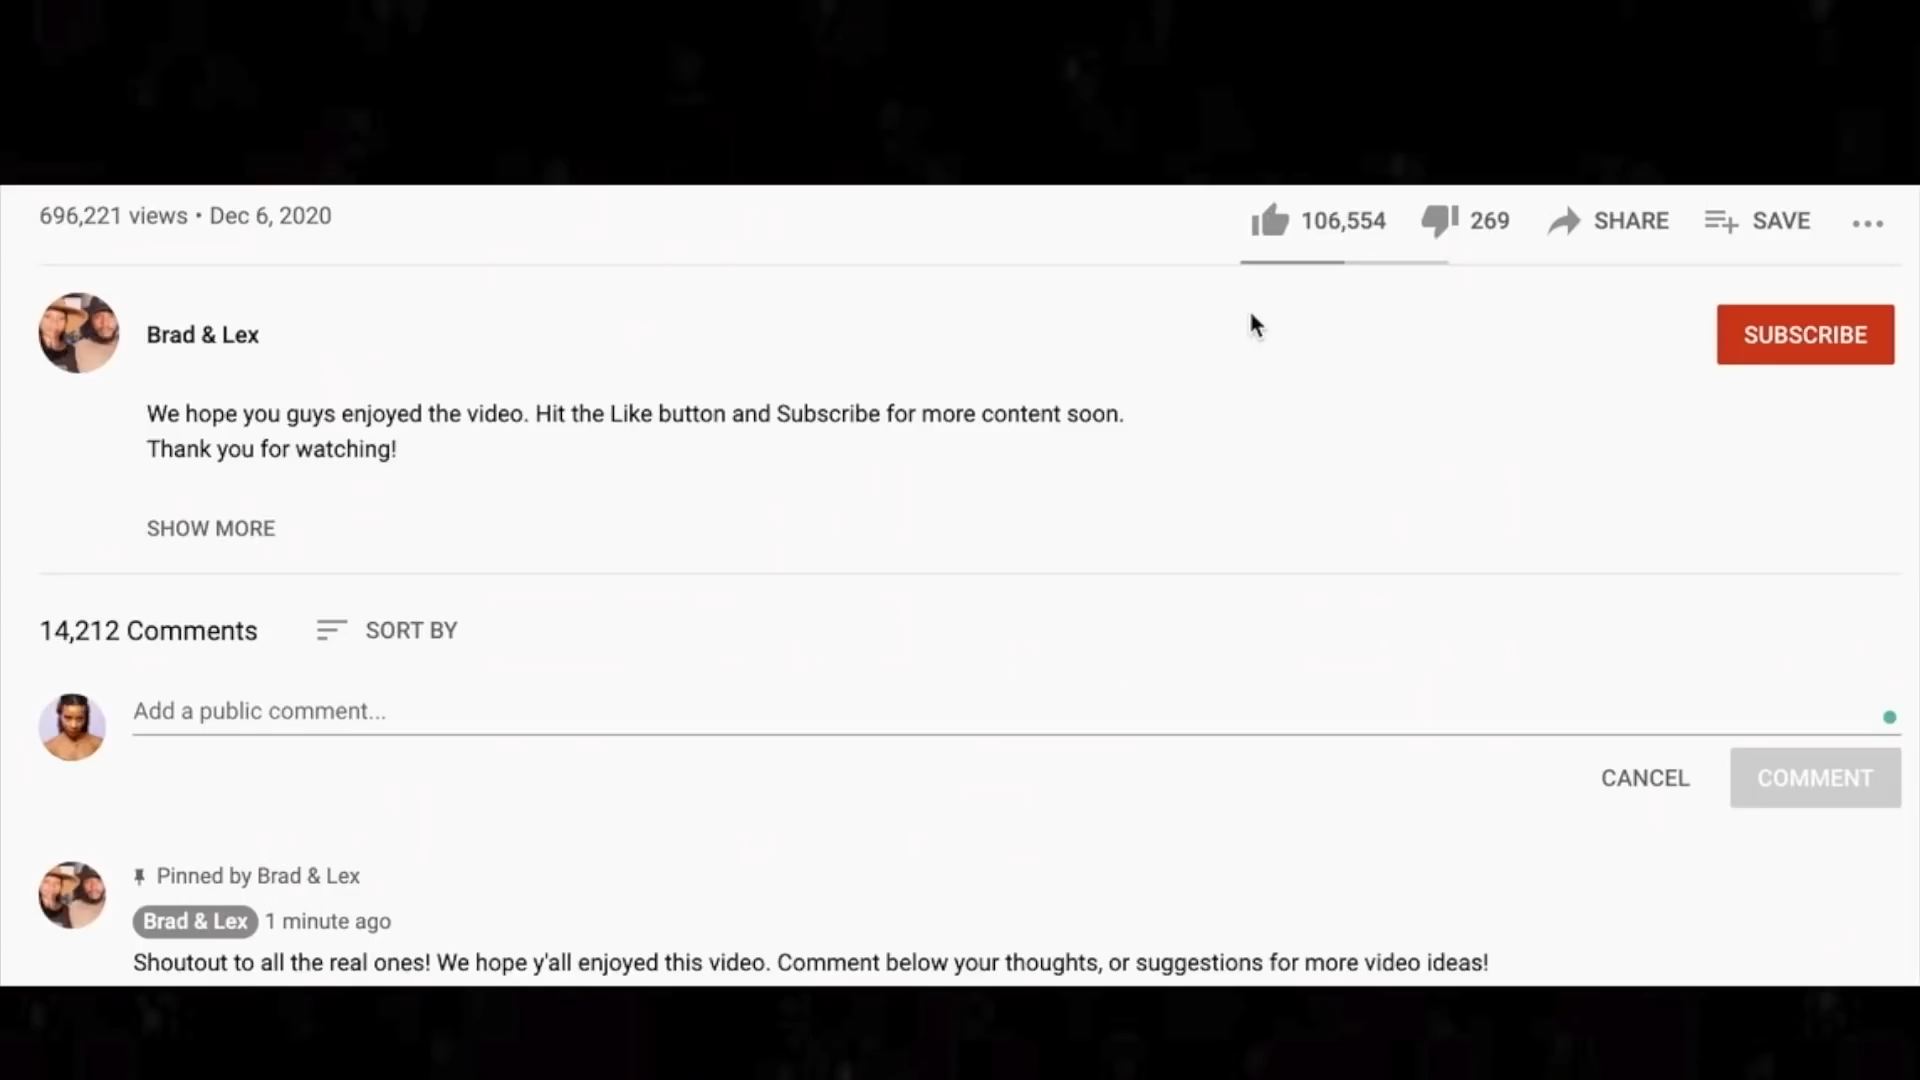 696,221 views • Dec 6, 2020
106,554 269 SHARE SAVE
Brad & Lex
SUBSCRIBE
We hope you guys enjoyed the video. Hit the Like button and Subscribe for more content soon.
Thank you for watching!
SHOW MORE
14,212 Comments SORT BY
Add a public comment...
CANCEL COMMENT
Pinned by Brad & Lex
Brad & Lex 1 minute ago
Shoutout to all the real ones! We hope y'all enjoyed this video. Comment below your thoughts, or suggestions for more video ideas!